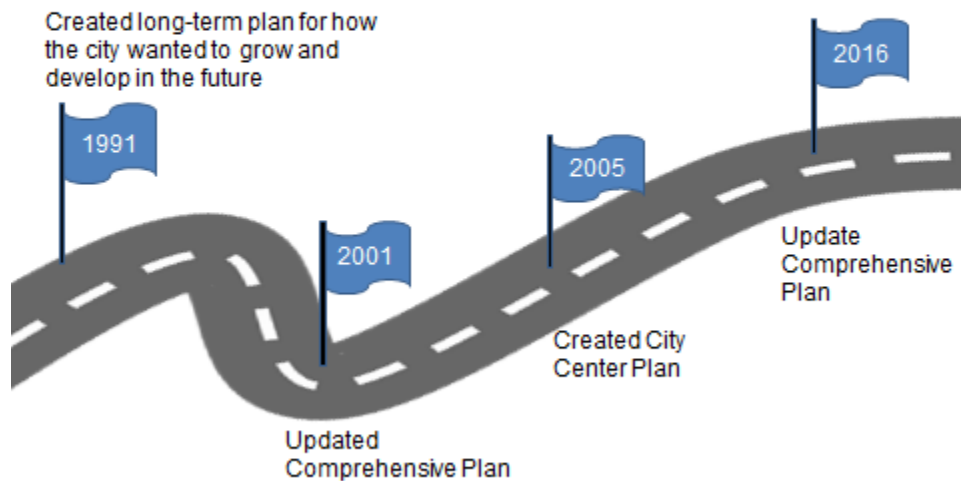 Created long-term plan for how
the city wanted to grow and
develop in the future
1991
2001
Updated
Comprehensive Plan
2005
Created City
Center Plan
2016
Update
Comprehensive
Plan